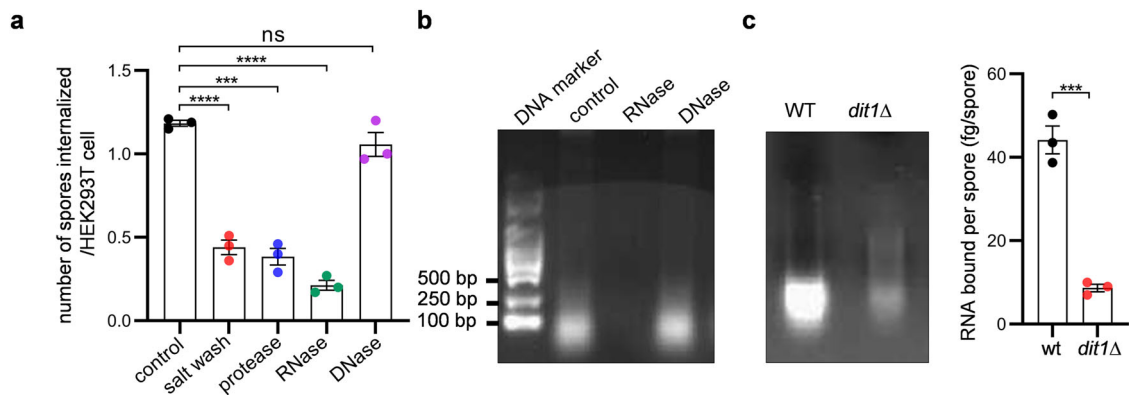 a
ns
****
***
****
number of spores internalized
/HEK293T cell
1.5
1.0
0.5
0.0
control
salt wash
protease
RNase
DNase
b
DNA marker
control
RNase
DNase
500 bp
250 bp
100 bp
c
WT
dit1Δ
RNA bound per spore (fg/spore)
60
40
20
0
***
wt
dit1Δ